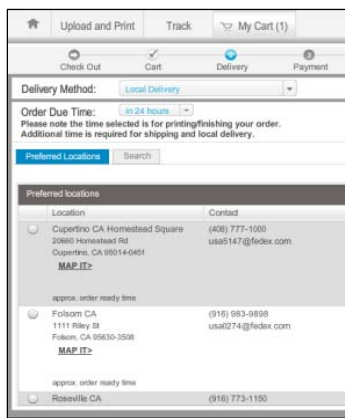 Upload and Print Track My Cart (1)
Check Out Cart Delivery 3 Payment
Delivery Method: Local Delivery
Order Due Time: in 24 hours
Please note the time selected is for printing/finishing your order.
Additional time is required for shipping and local delivery.
Preferred Locations Search
Preferred locations
Location Contact
Cupertino CA Homestead Square (408) 777-1000
20660 Homestead Rd usa5147@fedex.com
Cupertino, CA 95014-0451
MAP IT>
approx. order ready time
Folsom CA (916) 983-9898
1111 Riley St usa0274@fedex.com
Folsom, CA 95630-3508
MAP IT>
approx. order ready time
Roseville CA (916) 773-1150